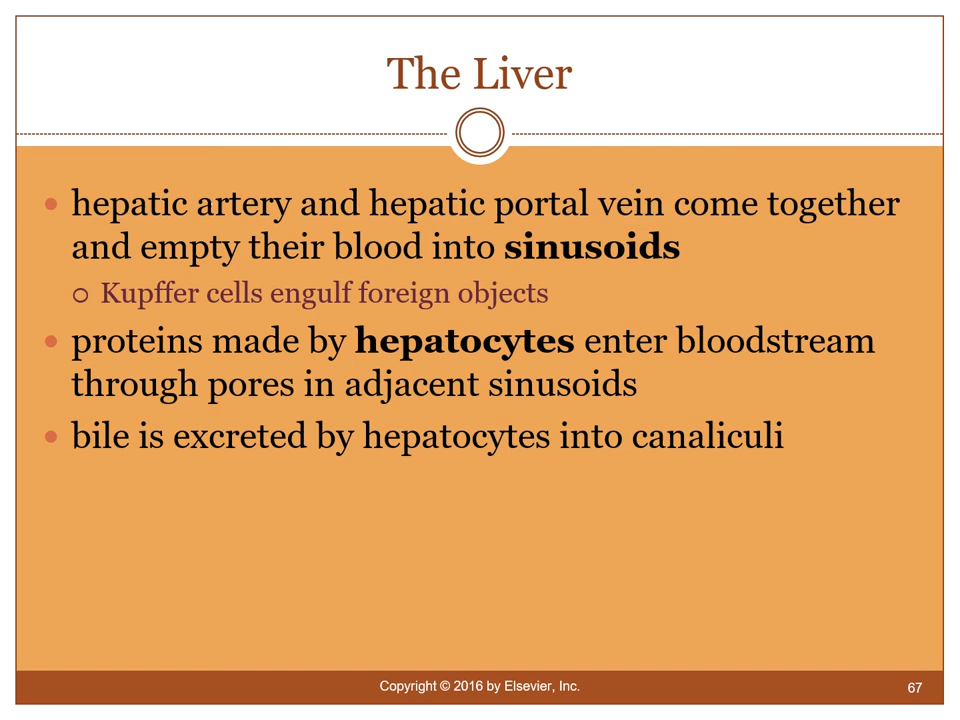 The Liver
• hepatic artery and hepatic portal vein come together
and empty their blood into sinusoids
○ Kupffer cells engulf foreign objects
• proteins made by hepatocytes enter bloodstream
through pores in adjacent sinusoids
• bile is excreted by hepatocytes into canaliculi
Copyright © 2016 by Elsevier, Inc.
67